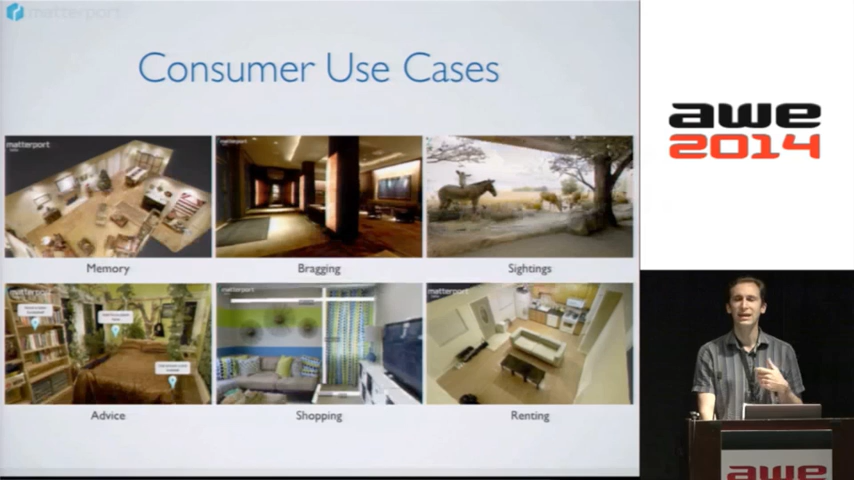 matterport
Consumer Use Cases
matterport
matterport
Memory
Bragging
Sightings
matterport
matterport
matterport
Advice
Shopping
Renting
awe
2014
awe